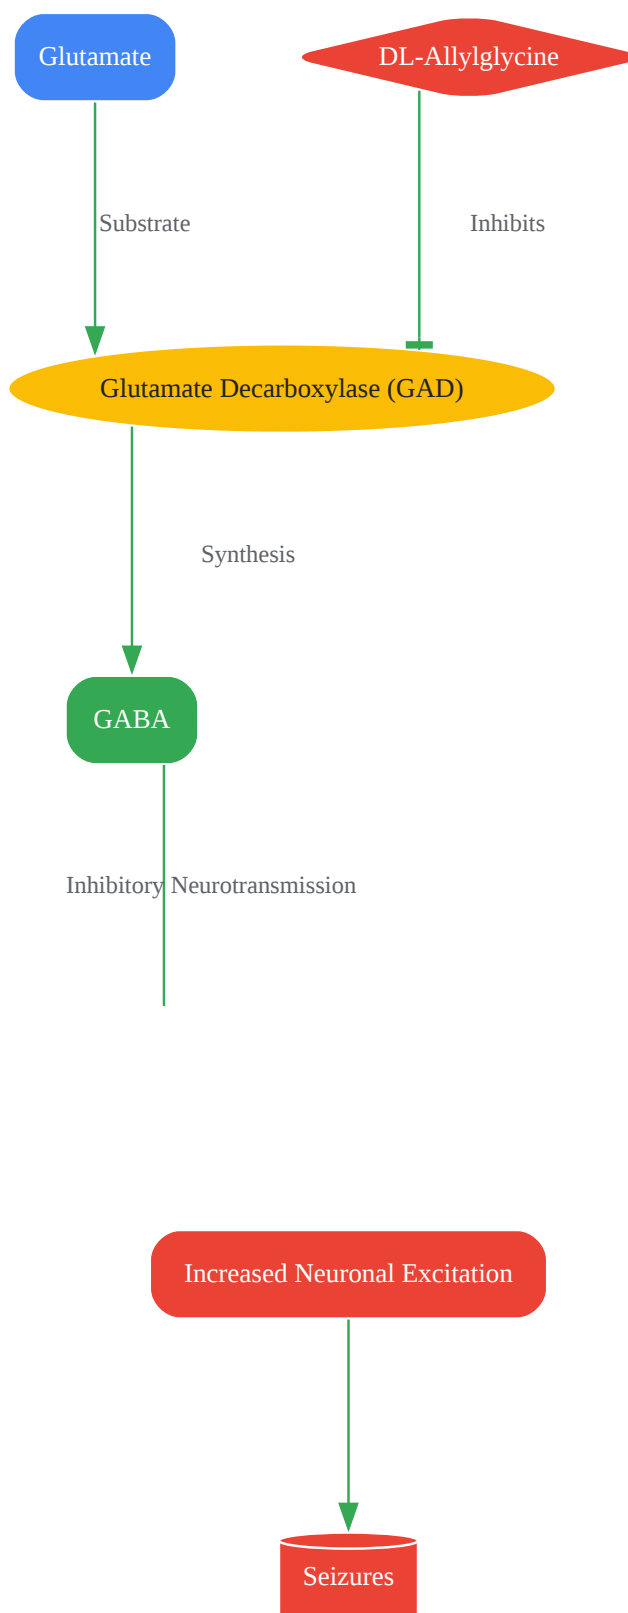 Glutamate
DL-Allylglycine
Substrate
Inhibits
Glutamate Decarboxylase (GAD)
Synthesis
GABA
Inhibitory Neurotransmission
Increased Neuronal Excitation
Seizures